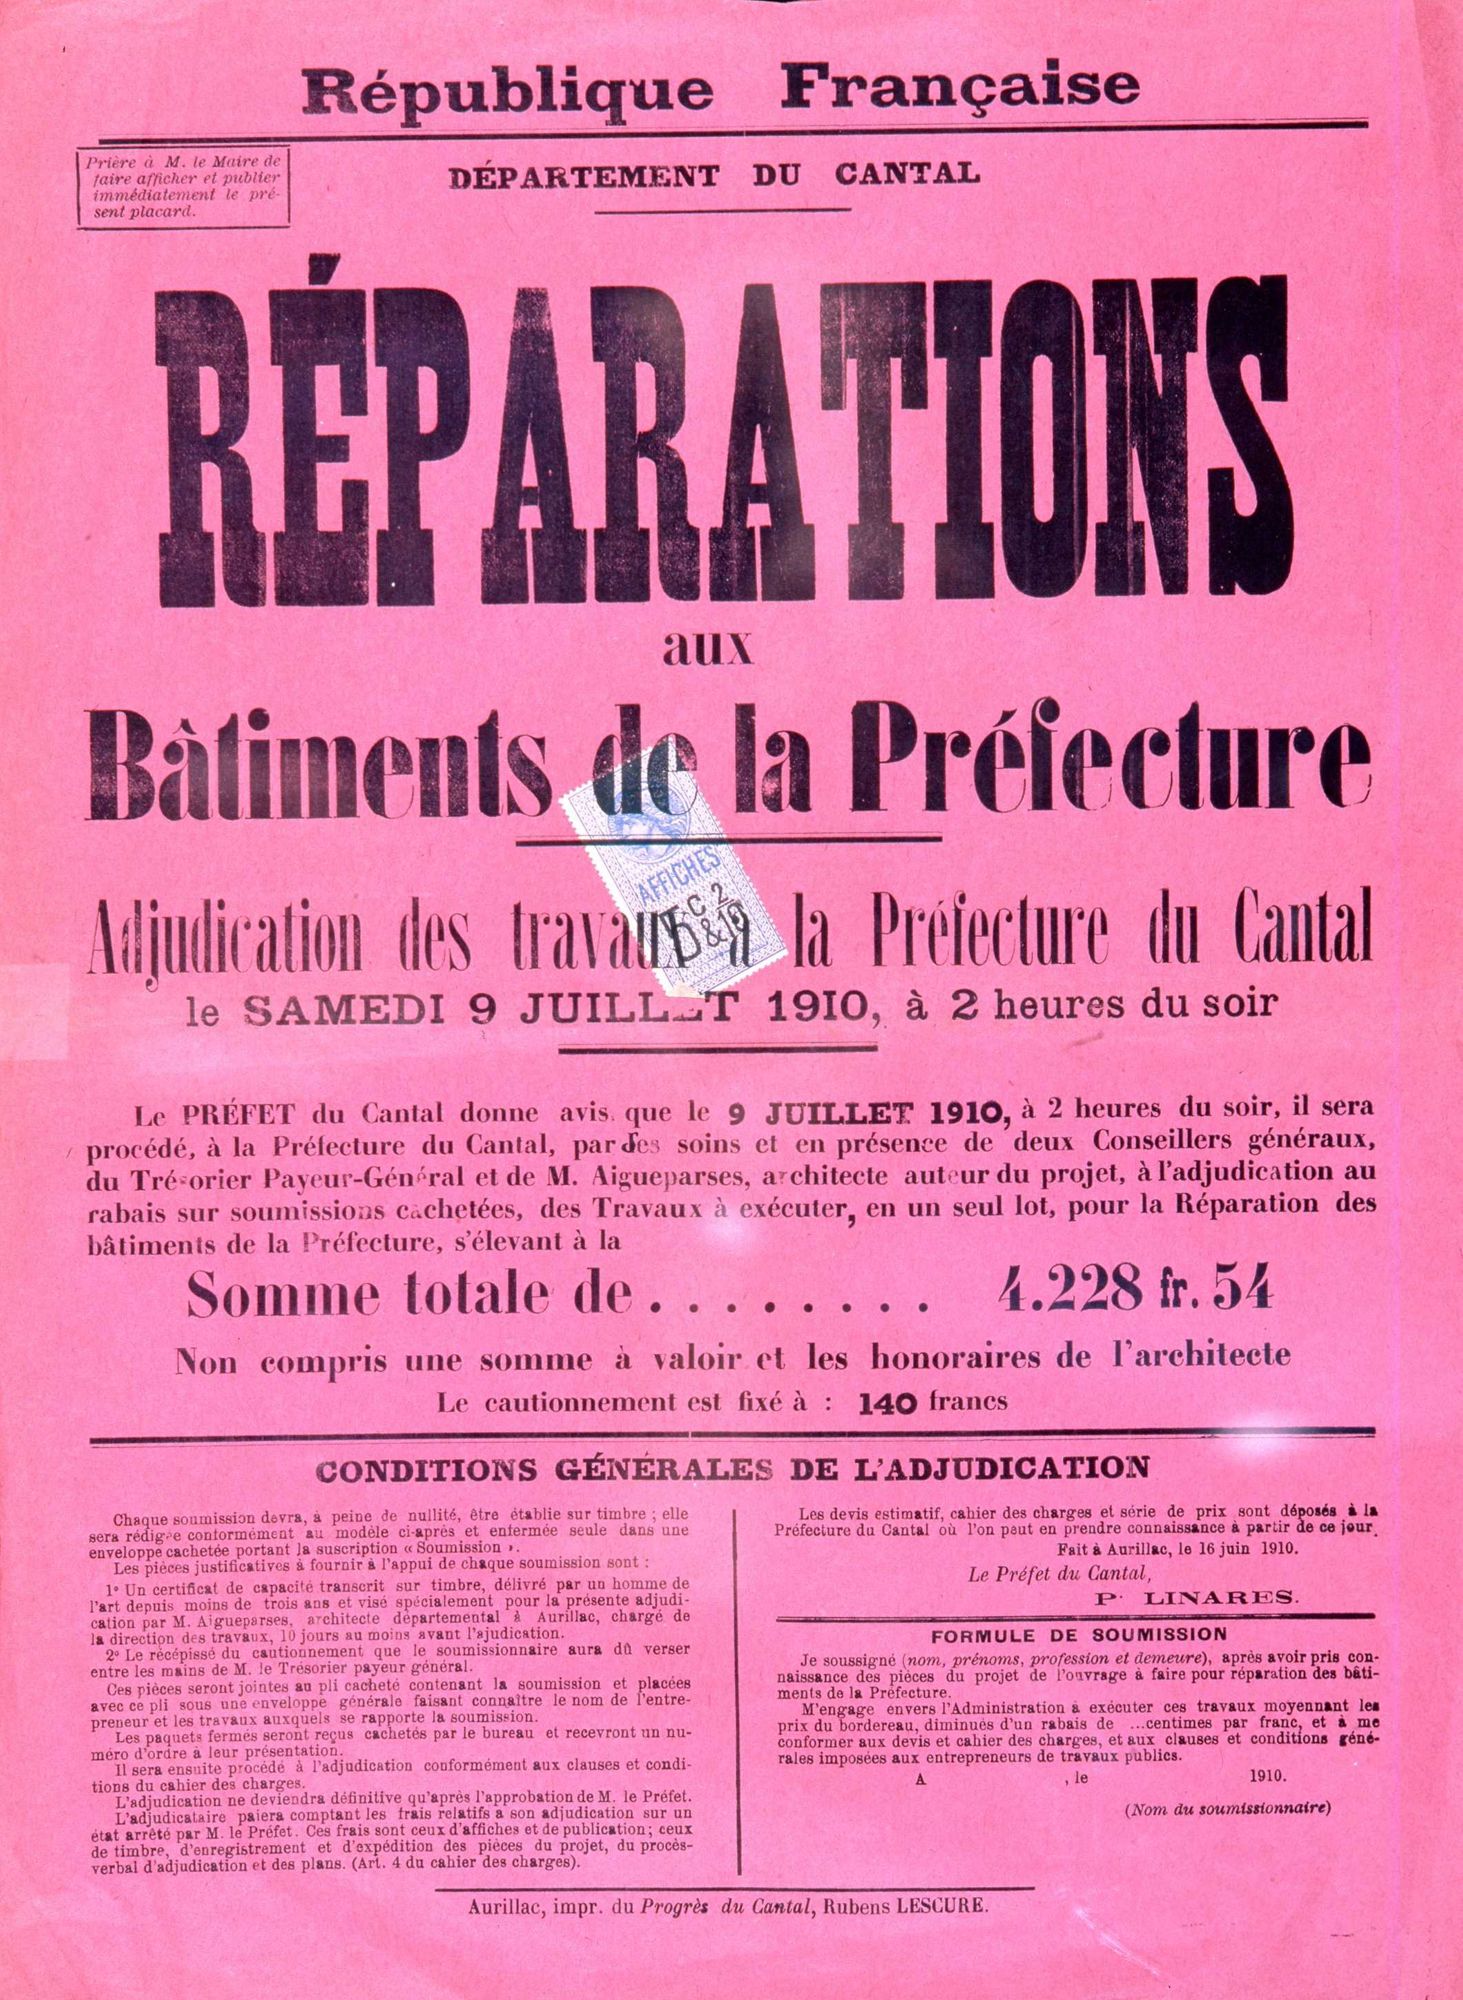 République Française
Prière à M. le Maire de
faire afficher et publier
immédiatement le pré-
sent placard.
DÉPARTEMENT DU CANTAL
RÉPARATIONS
aux
Bâtiments de la Préfecture
AFFICHES
2
&10
Adjudication des travaux à la Préfecture du Cantal
le SAMEDI 9 JUILLET 1910, à 2 heures du soir
Le PRÉFET du Cantal donne avis que le 9 JUILLET 1910, à 2 heures du soir, il sera
procédé, à la Préfecture du Cantal, par ses soins et en présence de deux Conseillers généraux,
du Trésorier Payeur-Général et de M. Aigueparses, architecte auteur du projet, à l'adjudication au
rabais sur soumissions cachetées, des Travaux à exécuter, en un seul lot, pour la Réparation des
bâtiments de la Préfecture, s'élevant à la
Somme totale de ........ 4.228 fr. 54
Non compris une somme à valoir et les honoraires de l'architecte
Le cautionnement est fixé à : 140 francs
CONDITIONS GÉNÉRALES DE L'ADJUDICATION
Chaque soumission devra, à peine de nullité, être établie sur timbre ; elle
sera rédigée conformément au modèle ci-après et enfermée seule dans une
enveloppe cachetée portant la suscription « Soumission ».
Les pièces justificatives à fournir à l'appui de chaque soumission sont :
1° Un certificat de capacité transcrit sur timbre, délivré par un homme de
l'art depuis moins de trois ans et visé spécialement pour la présente adjudi-
cation par M. Aigueparses, architecte départemental à Aurillac, chargé de
la direction des travaux, 10 jours au moins avant l'ajudication.
2° Le récépissé du cautionnement que le soumissionnaire aura dû verser
entre les mains de M. le Trésorier payeur général.
Ces pièces seront jointes au pli cacheté contenant la soumission et placées
avec ce pli sous une enveloppe générale faisant connaître le nom de l'entre-
preneur et les travaux auxquels se rapporte la soumission.
Les paquets fermés seront reçus cachetés par le bureau et recevront un nu-
méro d'ordre à leur présentation.
Il sera ensuite procédé à l'adjudication conformément aux clauses et condi-
tions du cahier des charges.
L'adjudication ne deviendra définitive qu'après l'approbation de M. le Préfet.
L'adjudicataire paiera comptant les frais relatifs a son adjudication sur un
état arrêté par M. le Préfet. Ces frais sont ceux d'affiches et de publication ; ceux
de timbre, d'enregistrement et d'expédition des pièces du projet, du procès-
verbal d'adjudication et des plans. (Art. 4 du cahier des charges).
Les devis estimatif, cahier des charges et série de prix sont déposés à la
Préfecture du Cantal où l'on peut en prendre connaissance à partir de ce jour.
Fait à Aurillac, le 16 juin 1910.
Le Préfet du Cantal,
P. LINARES.
FORMULE DE SOUMISSION
Je soussigné (nom, prénoms, profession et demeure), après avoir pris con-
naissance des pièces du projet de l'ouvrage à faire pour réparation des bâti-
ments de la Préfecture.
M'engage envers l'Administration à exécuter ces travaux moyennant les
prix du bordereau, diminués d'un rabais de ...centimes par franc, et à me
conformer aux devis et cahier des charges, et aux clauses et conditions géné-
rales imposées aux entrepreneurs de travaux publics.
A , le 1910.
(Nom du soumissionnaire)
Aurillac, impr. du Progrès du Cantal, Rubens LESCURE.